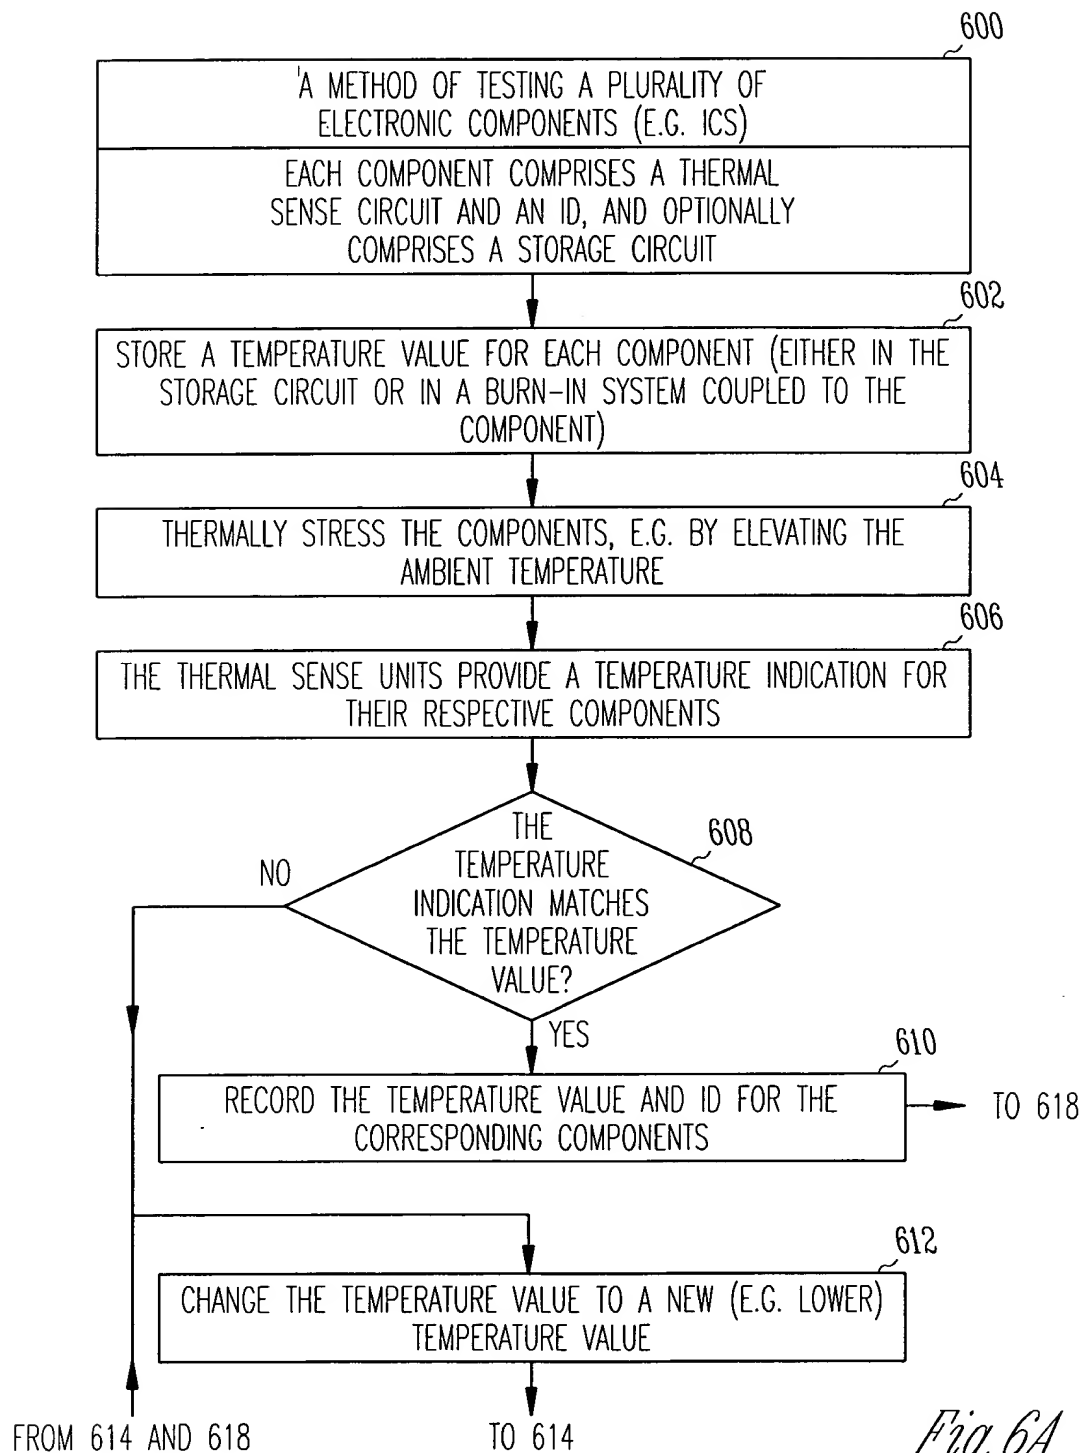 600
A METHOD OF TESTING A PLURALITY OF
ELECTRONIC COMPONENTS (E.G. ICS)
EACH COMPONENT COMPRISES A THERMAL
SENSE CIRCUIT AND AN ID, AND OPTIONALLY
COMPRISES A STORAGE CIRCUIT
602
STORE A TEMPERATURE VALUE FOR EACH COMPONENT (EITHER IN THE
STORAGE CIRCUIT OR IN A BURN-IN SYSTEM COUPLED TO THE
COMPONENT)
604
THERMALLY STRESS THE COMPONENTS, E.G. BY ELEVATING THE
AMBIENT TEMPERATURE
606
THE THERMAL SENSE UNITS PROVIDE A TEMPERATURE INDICATION FOR
THEIR RESPECTIVE COMPONENTS
608
THE
TEMPERATURE
INDICATION MATCHES
THE TEMPERATURE
VALUE?
NO
YES
610
RECORD THE TEMPERATURE VALUE AND ID FOR THE
CORRESPONDING COMPONENTS
TO 618
612
CHANGE THE TEMPERATURE VALUE TO A NEW (E.G. LOWER)
TEMPERATURE VALUE
FROM 614 AND 618
TO 614
Fig. 6A